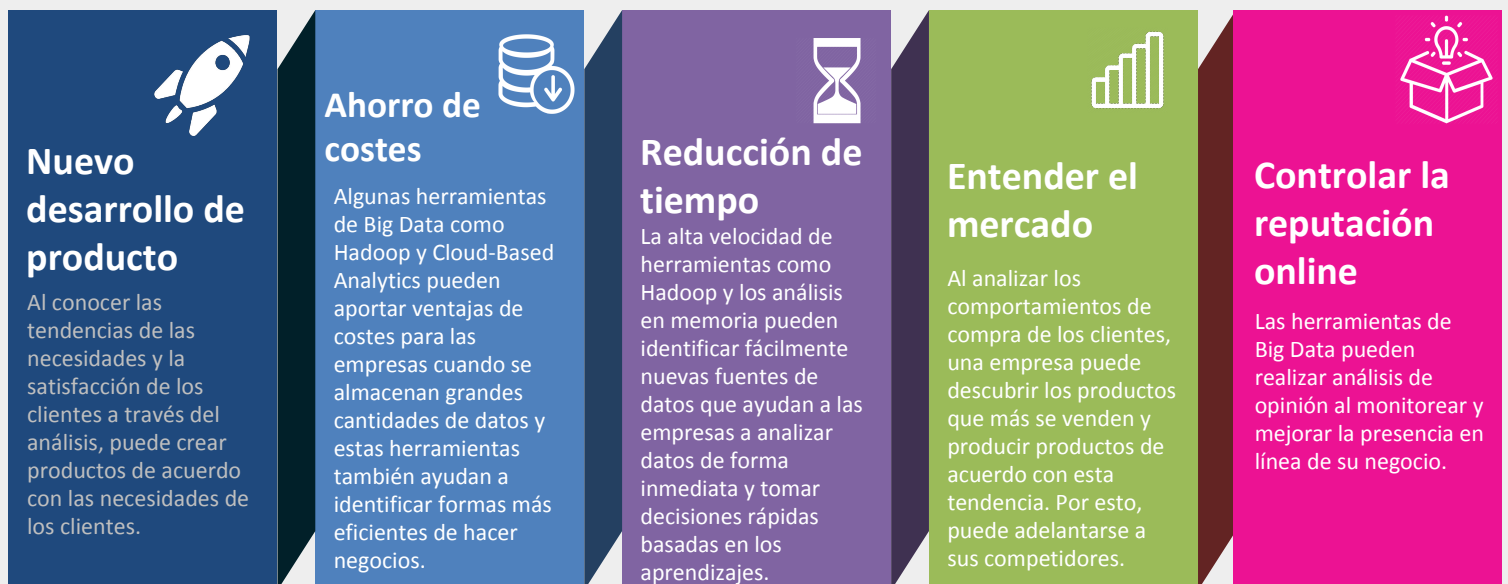 Nuevo
desarrollo de
producto
Al conocer las
tendencias de las
necesidades y la
satisfacción de los
clientes a través del
análisis, puede crear
productos de acuerdo
con las necesidades de
los clientes.
Ahorro de
costes
Algunas herramientas
de Big Data como
Hadoop y Cloud-Based
Analytics pueden
aportar ventajas de
costes para las
empresas cuando se
almacenan grandes
cantidades de datos y
estas herramientas
también ayudan a
identificar formas más
eficientes de hacer
negocios.
Reducción de
tiempo
La alta velocidad de
herramientas como
Hadoop y los análisis
en memoria pueden
identificar fácilmente
nuevas fuentes de
datos que ayudan a las
empresas a analizar
datos de forma
inmediata y tomar
decisiones rápidas
basadas en los
aprendizajes.
Entender el
mercado
Al analizar los
comportamientos de
compra de los clientes,
una empresa puede
descubrir los productos
que más se venden y
producir productos de
acuerdo con esta
tendencia. Por esto,
puede adelantarse a
sus competidores.
Controlar la
reputación
online
Las herramientas de
Big Data pueden
realizar análisis de
opinión al monitorear y
mejorar la presencia en
línea de su negocio.